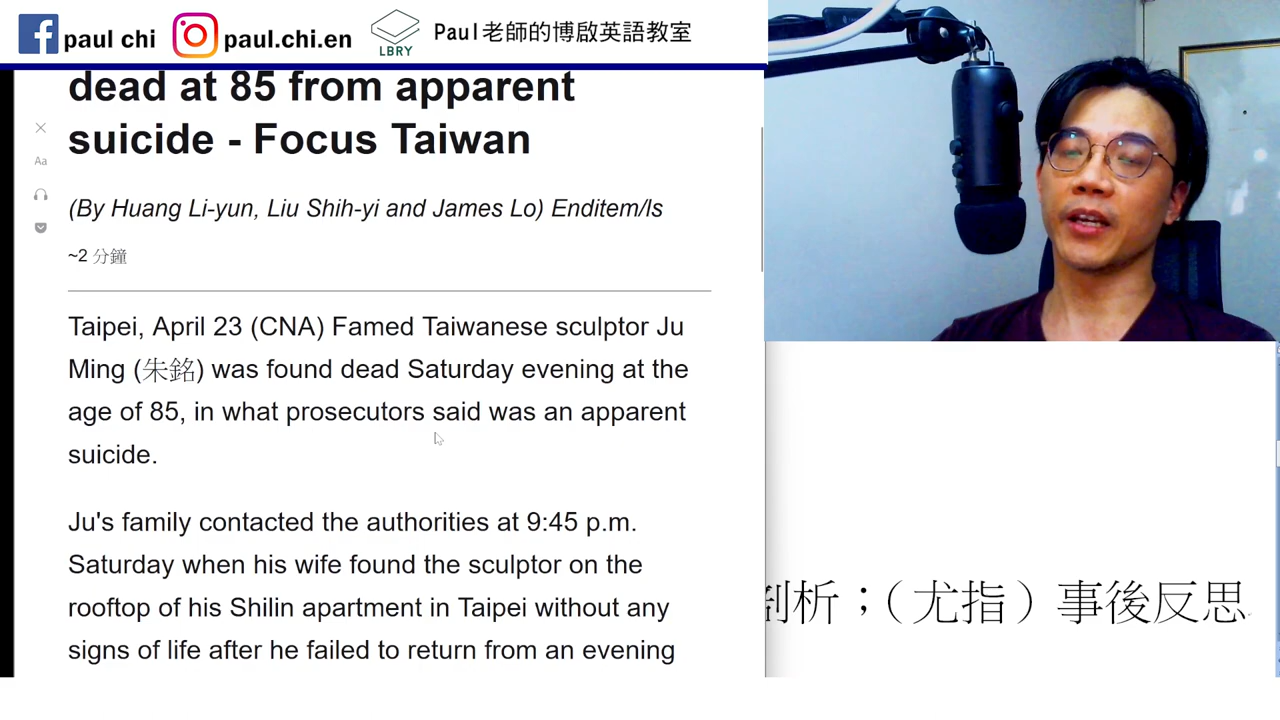 paul chi
paul.chi.en
LBRY
Paul老師的博啟英語教室
dead at 85 from apparent
suicide - Focus Taiwan
Aa
(By Huang Li-yun, Liu Shih-yi and James Lo) Enditem/ls
~2 分鐘
Taipei, April 23 (CNA) Famed Taiwanese sculptor Ju
Ming (朱銘) was found dead Saturday evening at the
age of 85, in what prosecutors said was an apparent
suicide.
Ju's family contacted the authorities at 9:45 p.m.
Saturday when his wife found the sculptor on the
rooftop of his Shilin apartment in Taipei without any
signs of life after he failed to return from an evening
析；（尤指）事後反思